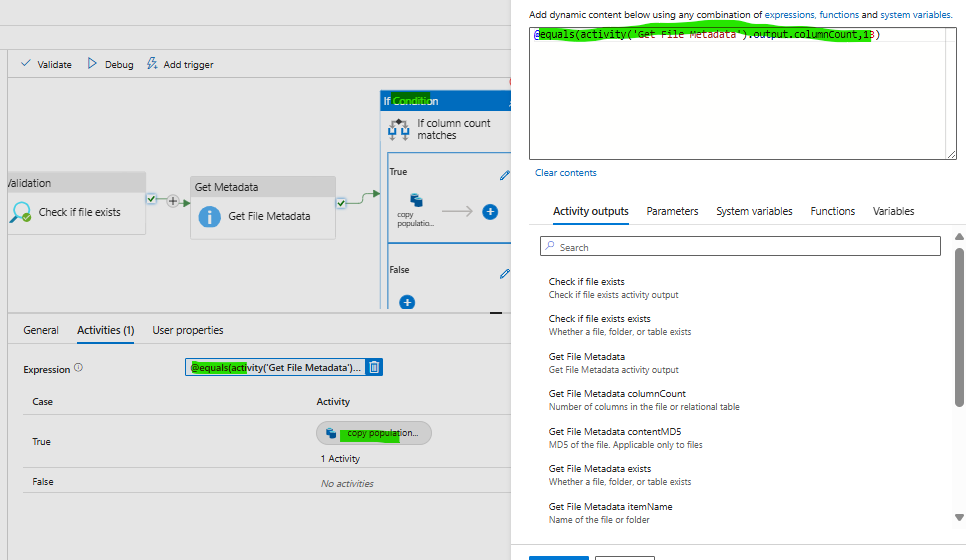 Add dynamic content below using any combination of expressions, functions and system variables.
@equals(activity('Get File Metadata').output.columnCount,13)
Clear contents
Validate
Debug
Add trigger
If Condition
If column count
matches
True
copy
populatio...
False
Validation
Check if file exists
Get Metadata
Get File Metadata
General
Activities (1)
User properties
Expression
@equals(activity('Get File Metadata')...
Case
Activity
True
copy population...
1 Activity
False
No activities
Activity outputs
Parameters
System variables
Functions
Variables
Search
Check if file exists
Check if file exists activity output
Check if file exists exists
Whether a file, folder, or table exists
Get File Metadata
Get File Metadata activity output
Get File Metadata columnCount
Number of columns in the file or relational table
Get File Metadata contentMD5
MD5 of the file. Applicable only to files
Get File Metadata exists
Whether a file, folder, or table exists
Get File Metadata itemName
Name of the file or folder